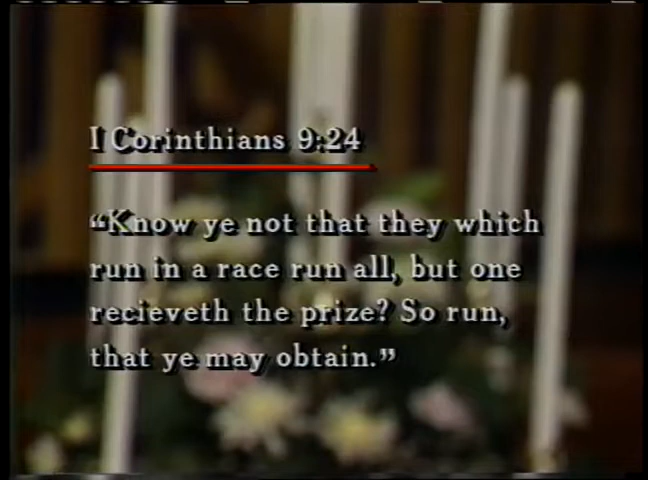 I Corinthians 9:24
“Know ye not that they which
run in a race run all, but one
recieveth the prize? So run,
that ye may obtain.”